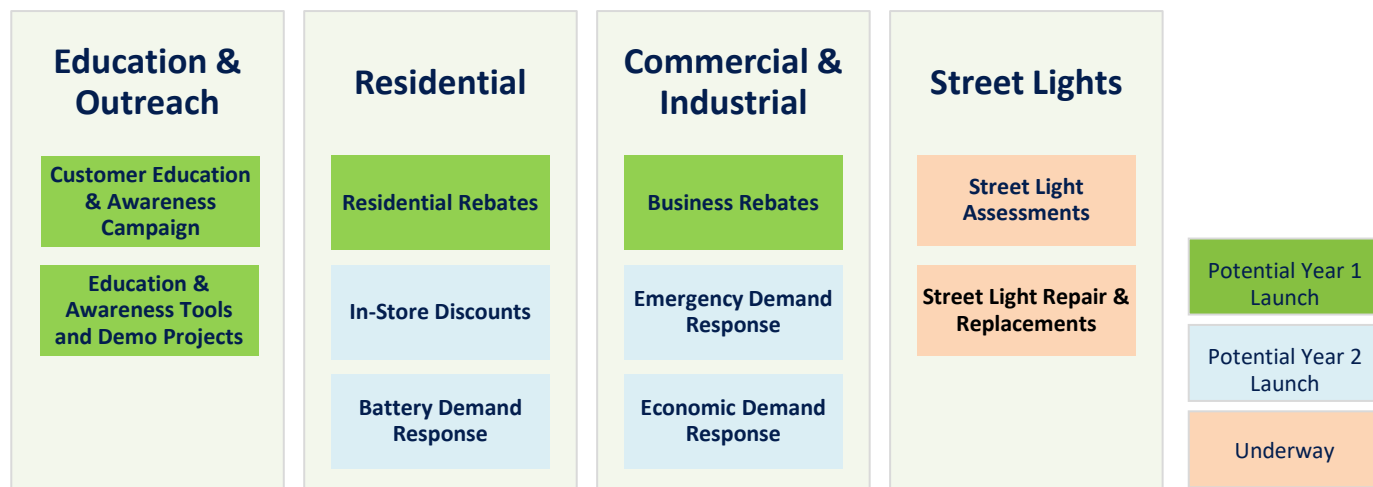 Education &
Outreach
Customer Education
& Awareness
Campaign
Education &
Awareness Tools
and Demo Projects
Residential
Residential Rebates
In-Store Discounts
Battery Demand
Response
Commercial &
Industrial
Business Rebates
Emergency Demand
Response
Economic Demand
Response
Street Lights
Street Light
Assessments
Street Light Repair &
Replacements
Potential Year 1
Launch
Potential Year 2
Launch
Underway